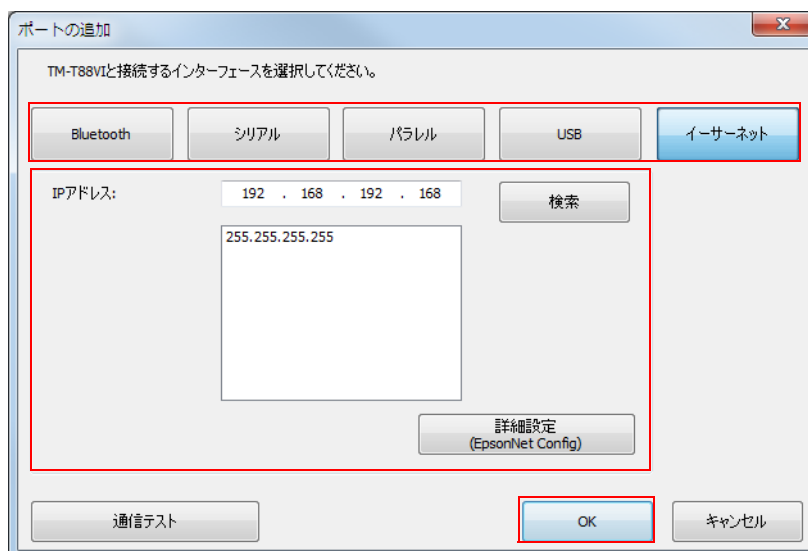 ポートの追加
TM-T88VIと接続するインターフェースを選択してください。
Bluetooth シリアル パラレル USB イーサーネット
IPアドレス: 192 . 168 . 192 . 168 検索
255.255.255.255
詳細設定
(EpsonNet Config)
通信テスト OK キャンセル